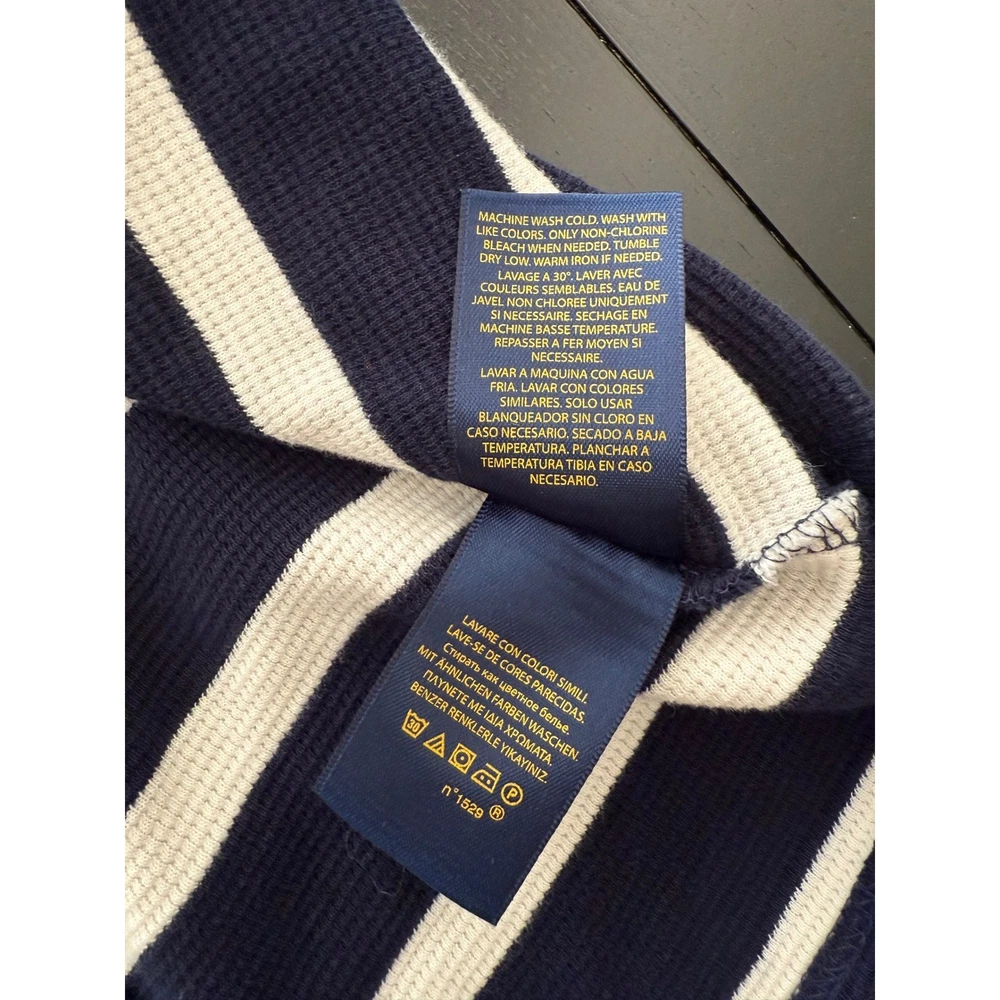 MACHINE WASH COLD. WASH WITH
LIKE COLORS. ONLY NON-CHLORINE
BLEACH WHEN NEEDED. TUMBLE
DRY LOW. WARM IRON IF NEEDED.
LAVAGE A 30°. LAVER AVEC
COULEURS SEMBLABLES. EAU DE
JAVEL NON CHLOREE UNIQUEMENT
SI NECESSAIRE. SECHAGE EN
MACHINE BASSE TEMPERATURE.
REPASSER A FER MOYEN SI
NECESSAIRE.
LAVAR A MAQUINA CON AGUA
FRIA. LAVAR CON COLORES
SIMILARES. SOLO USAR
BLANQUEADOR SIN CLORO EN
CASO NECESARIO. SECADO A BAJA
TEMPERATURA. PLANCHAR A
TEMPERATURA TIBIA EN CASO
NECESARIO.
LAVARE CON COLORI SIMILI.
LAVE-SE DE CORES PARECIDAS.
Стирать как цветное белье.
MIT ÄHNLICHEN FARBEN WASCHEN.
ΠΛΥΝΕΤΕ ΜΕ ΙΔΙΑ ΧΡΩΜΑΤΑ.
BENZER RENKLERLE YIKAYINIZ.
30 P
n°1529 ®